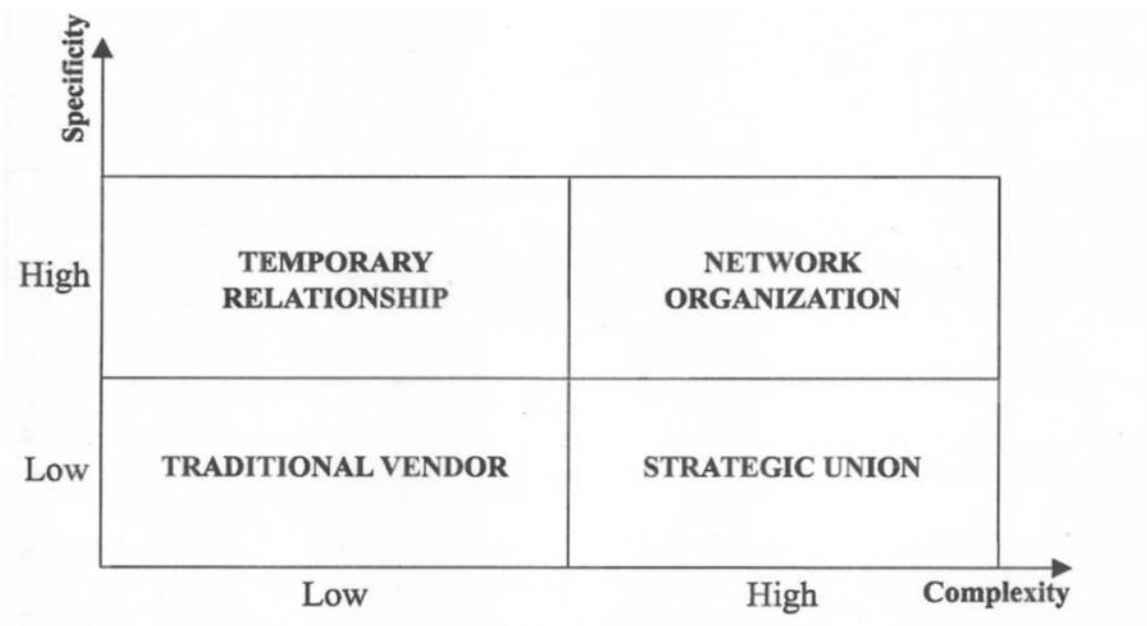 Specificity
High
TEMPORARY
RELATIONSHIP
NETWORK
ORGANIZATION
Low
TRADITIONAL VENDOR
STRATEGIC UNION
Low
High
Complexity